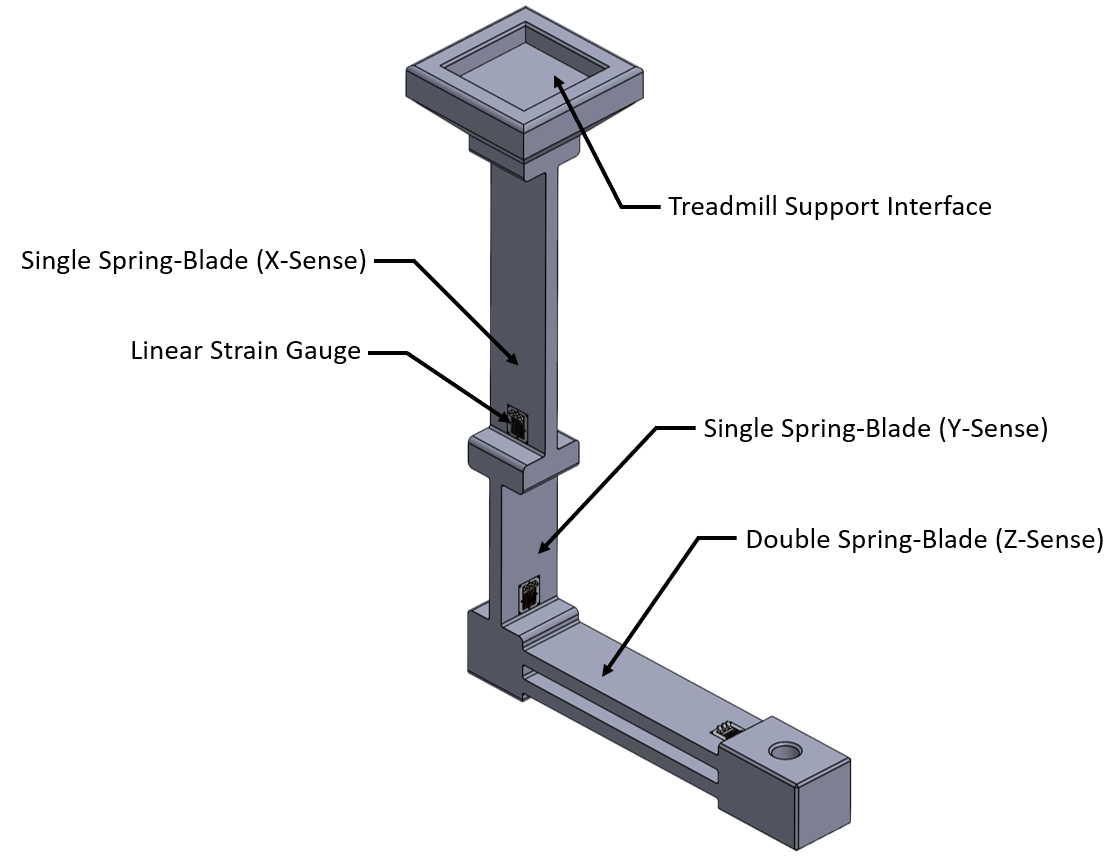 Treadmill Support Interface
Single Spring-Blade (X-Sense)
Linear Strain Gauge
Single Spring-Blade (Y-Sense)
Double Spring-Blade (Z-Sense)